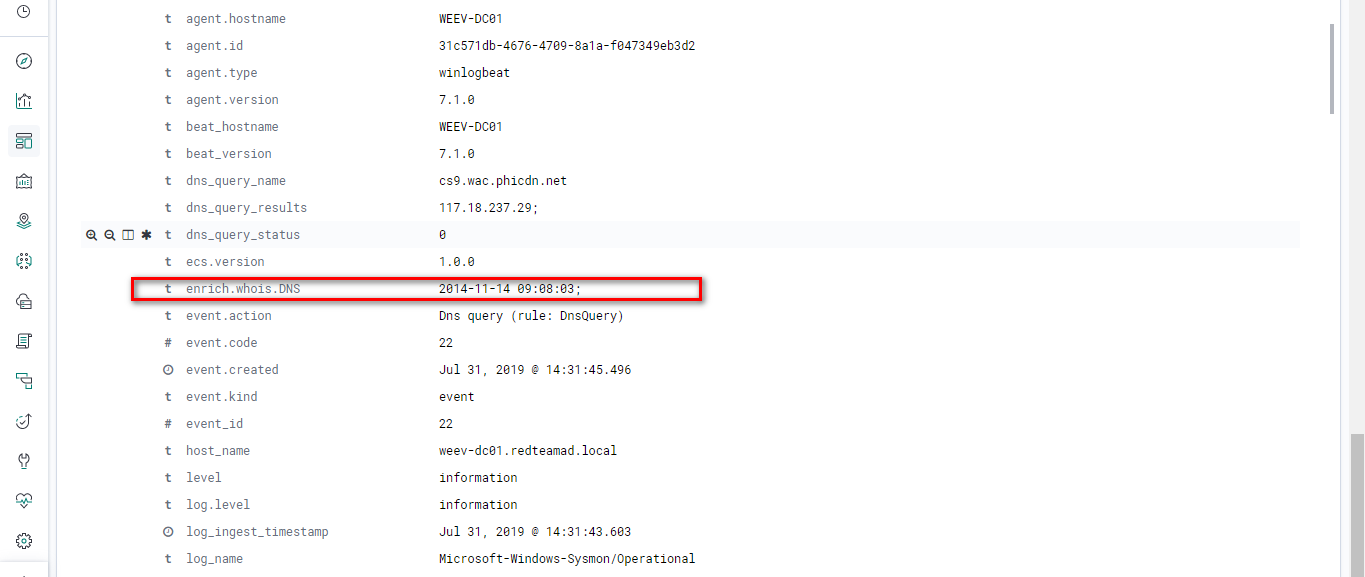 t agent.hostname WEEV-DC01
t agent.id 31c571db-4676-4709-8a1a-f047349eb3d2
t agent.type winlogbeat
t agent.version 7.1.0
t beat_hostname WEEV-DC01
t beat_version 7.1.0
t dns_query_name cs9.wac.phicdn.net
t dns_query_results 117.18.237.29;
t dns_query_status 0
t ecs.version 1.0.0
t enrich.whois.DNS 2014-11-14 09:08:03;
t event.action Dns query (rule: DnsQuery)
# event.code 22
event.created Jul 31, 2019 @ 14:31:45.496
t event.kind event
# event_id 22
t host_name weev-dc01.redteamad.local
t level information
t log.level information
log_ingest_timestamp Jul 31, 2019 @ 14:31:43.603
t log_name Microsoft-Windows-Sysmon/Operational